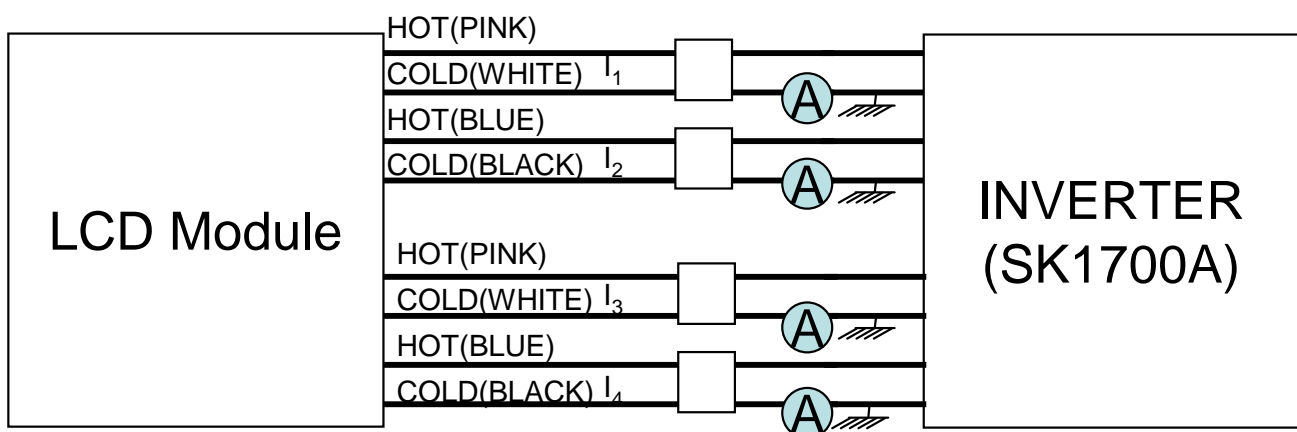 HOT(PINK)
COLD(WHITE) I1
A
HOT(BLUE)
COLD(BLACK) I2
A
LCD Module
INVERTER
(SK1700A)
HOT(PINK)
COLD(WHITE) I3
A
HOT(BLUE)
COLD(BLACK) I4
A